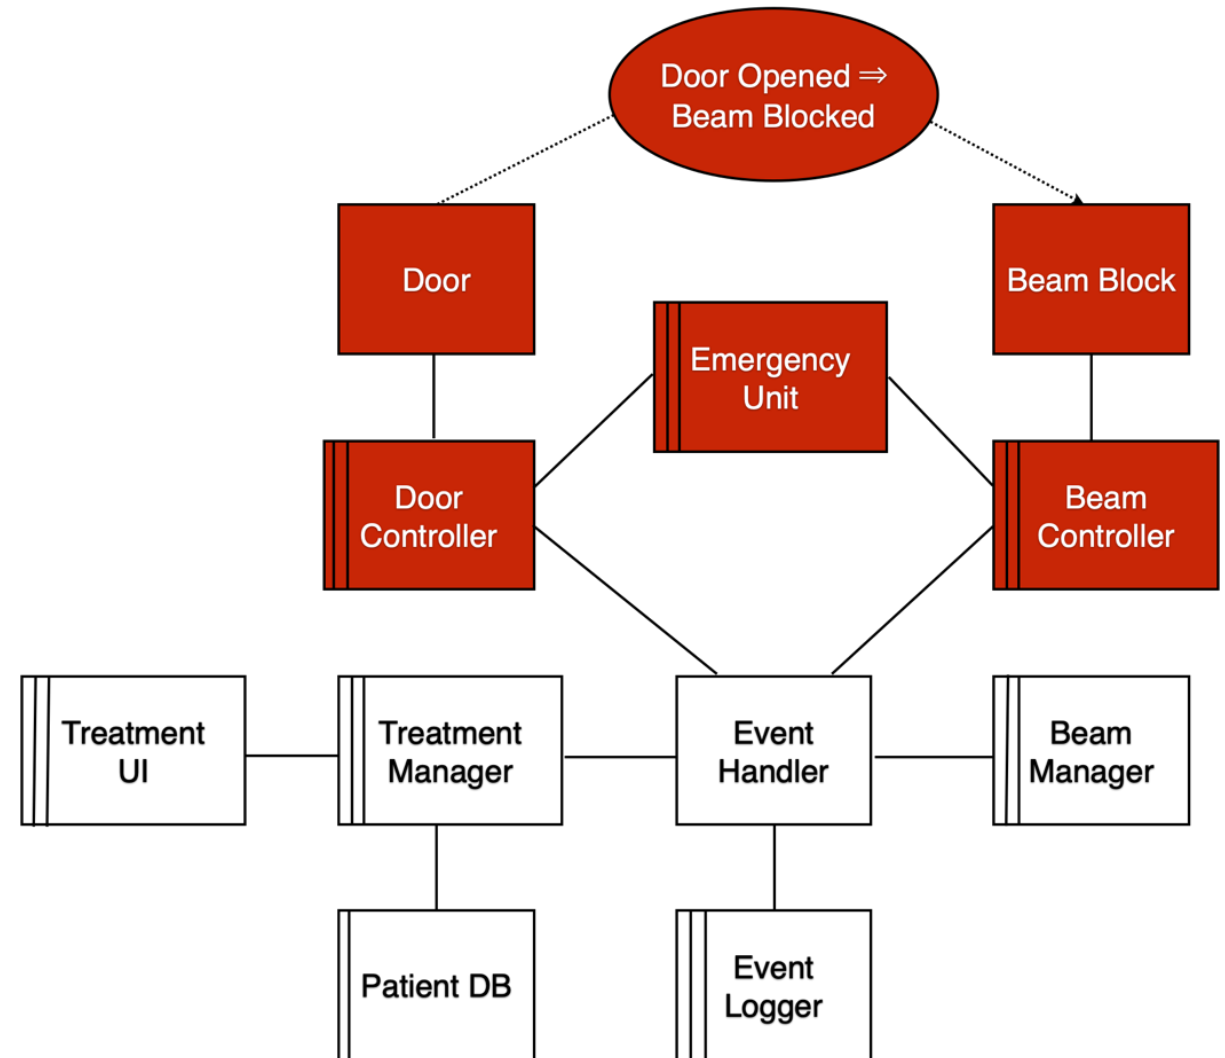 Door Opened ⇒
Beam Blocked
Door
Beam Block
Emergency
Unit
Door
Controller
Beam
Controller
Treatment
UI
Treatment
Manager
Event
Handler
Beam
Manager
Patient DB
Event
Logger